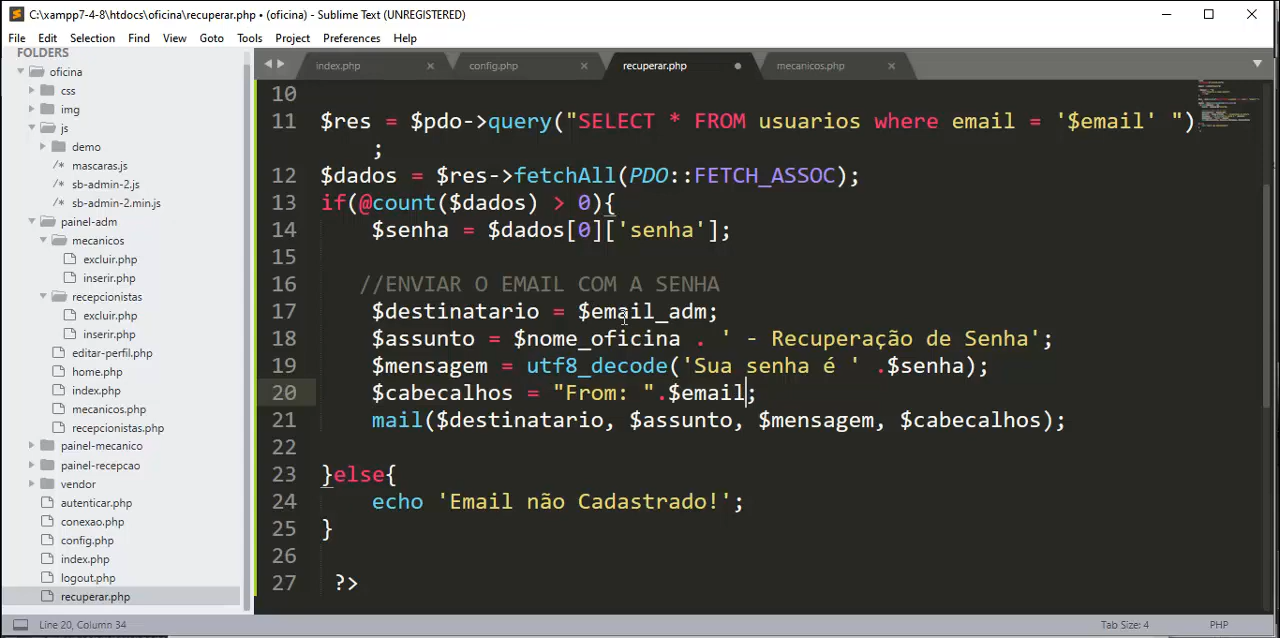 C:\xampp7-4-8\htdocs\oficina\recuperar.php • (oficina) - Sublime Text (UNREGISTERED)
File Edit Selection Find View Goto Tools Project Preferences Help
FOLDERS
oficina
css
img
js
demo
/* mascaras.js
/* sb-admin-2.js
/* sb-admin-2.min.js
painel-adm
mecanicos
excluir.php
inserir.php
recepcionistas
excluir.php
inserir.php
editar-perfil.php
home.php
index.php
mecanicos.php
recepcionistas.php
painel-mecanico
painel-recepcao
vendor
autenticar.php
conexao.php
config.php
index.php
logout.php
recuperar.php
index.php × config.php × recuperar.php • mecanicos.php ×
10
11 $res = $pdo->query("SELECT * FROM usuarios where email = '$email' ")
;
12 $dados = $res->fetchAll(PDO::FETCH_ASSOC);
13 if(@count($dados) > 0){
14 $senha = $dados[0]['senha'];
15
16 //ENVIAR O EMAIL COM A SENHA
17 $destinatario = $email_adm;
18 $assunto = $nome_oficina . ' - Recuperação de Senha';
19 $mensagem = utf8_decode('Sua senha é ' .$senha);
20 $cabecalhos = "From: ".$email;
21 mail($destinatario, $assunto, $mensagem, $cabecalhos);
22
23 }else{
24 echo 'Email não Cadastrado!';
25 }
26
27 ?>
Line 20, Column 34 Tab Size: 4 PHP